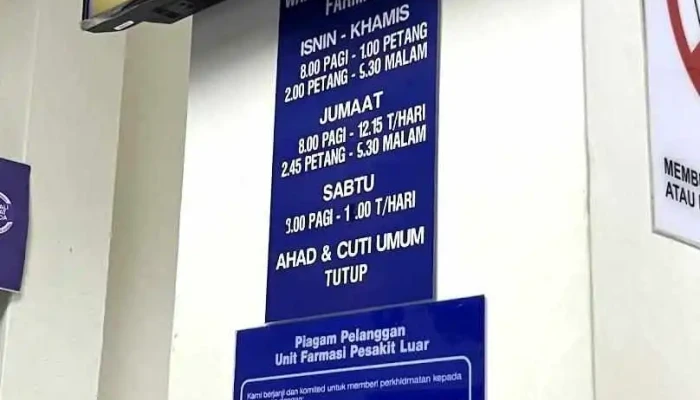 FARM
ISNIN - KHAMIS
8.00 PAGI - 1.00 PETANG
2.00 PETANG - 5.30 MALAM
JUMAAT
8.00 PAGI - 12.15 T/HARI
2.45 PETANG - 5.30 MALAM
SABTU
8.00 PAGI - 1.00 T/HARI
AHAD & CUTI UMUM
TUTUP
Piagam Pelanggan
Unit Farmasi Pesakit Luar
Kami berjanji dan komited untuk memberi perkhidmatan kepada
MEMB
ATAU